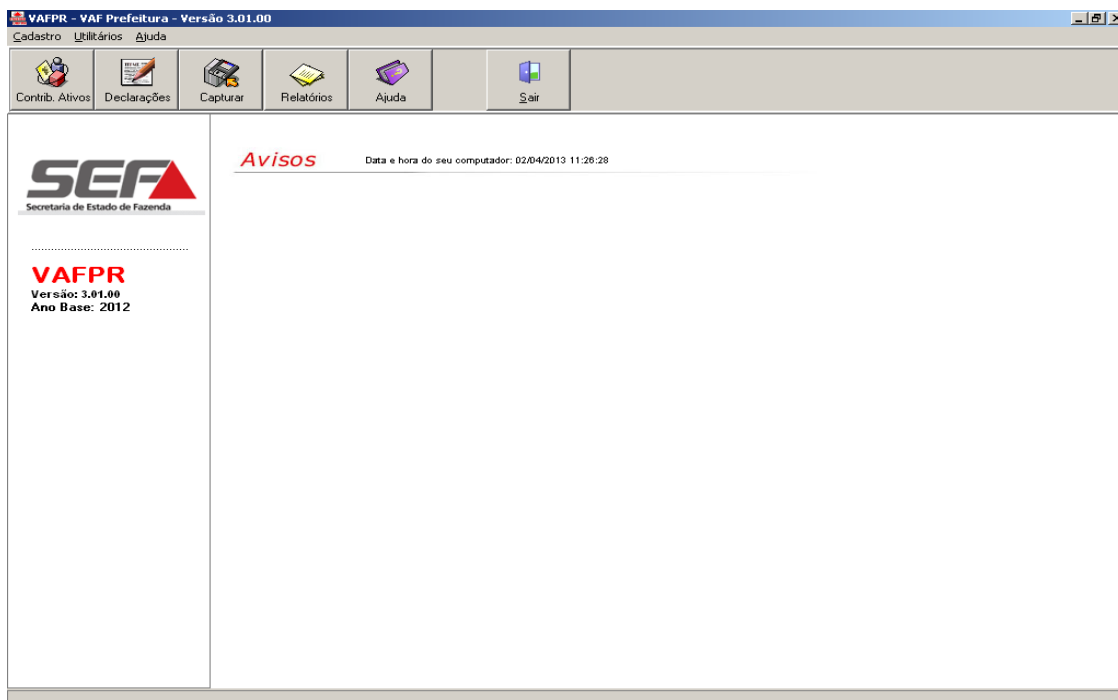 VAFPR - VAF Prefeitura - Versão 3.01.00
Cadastro Utilitários Ajuda
Contrib. Ativos Declarações Capturar Relatórios Ajuda Sair
SEF
Secretaria de Estado de Fazenda
VAFPR
Versão: 3.01.00
Ano Base: 2012
Avisos
Data e hora do seu computador: 02/04/2013 11:26:28